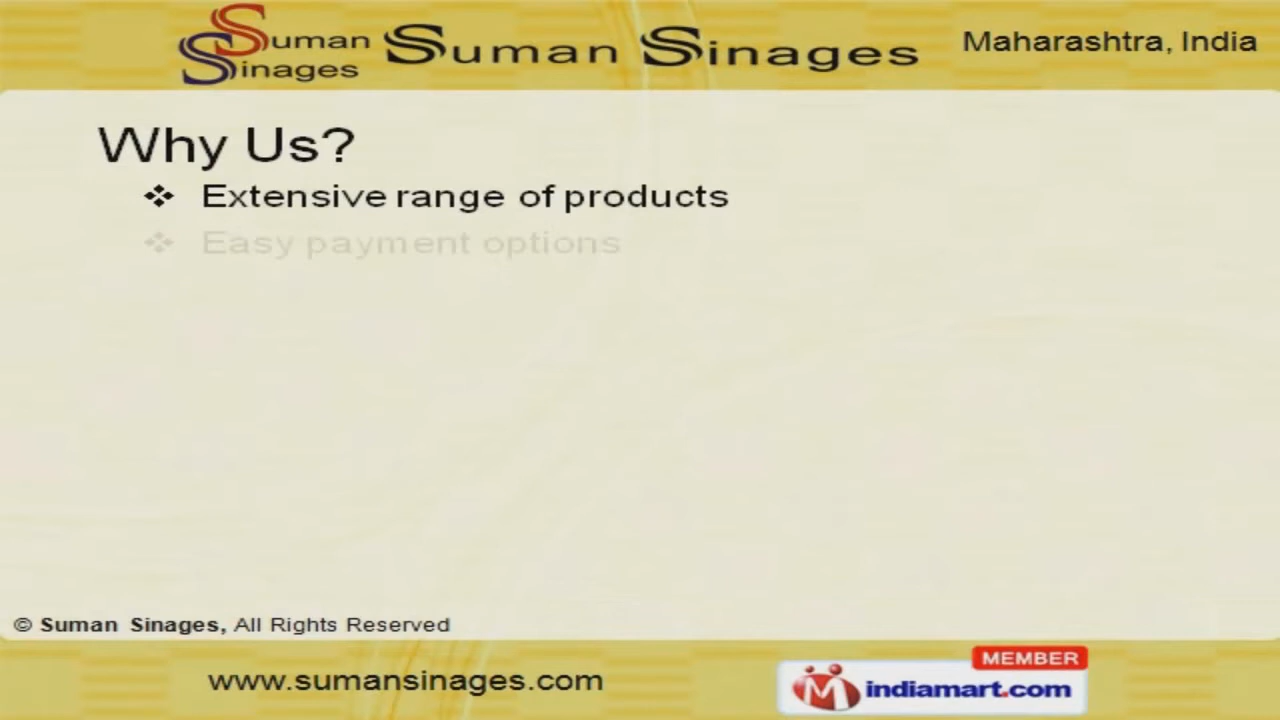 Suman
Sinages
Suman Sinages
Maharashtra, India
Why Us?
❖ Extensive range of products
❖ Easy payment options
© Suman Sinages, All Rights Reserved
www.sumansinages.com
MEMBER
indiamart.com